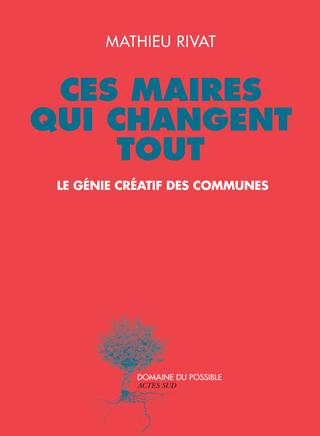 MATHIEU RIVAT
CES MAIRES
QUI CHANGENT
TOUT
LE GÉNIE CRÉATIF DES COMMUNES
DOMAINE DU POSSIBLE
ACTES SUD